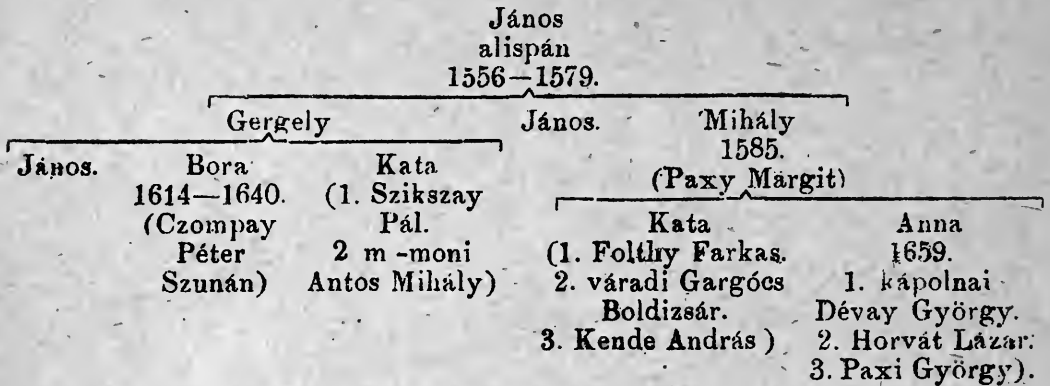 János
alispán
1556—1579.
Gergely János. Mihály
1585.
(Paxy Margit)
János. Bora Kata
1614—1640. (1. Szikszay
(Czompay Pál.
Péter 2 m -moni
Szunán) Antos Mihály)
Kata Anna
(1. Folthy Farkas. 1659.
2. váradi Gargócs 1. kápolnai
Boldizsár. Dévay György.
3. Kende András ) 2. Horvát Lázár.
3. Paxi György).